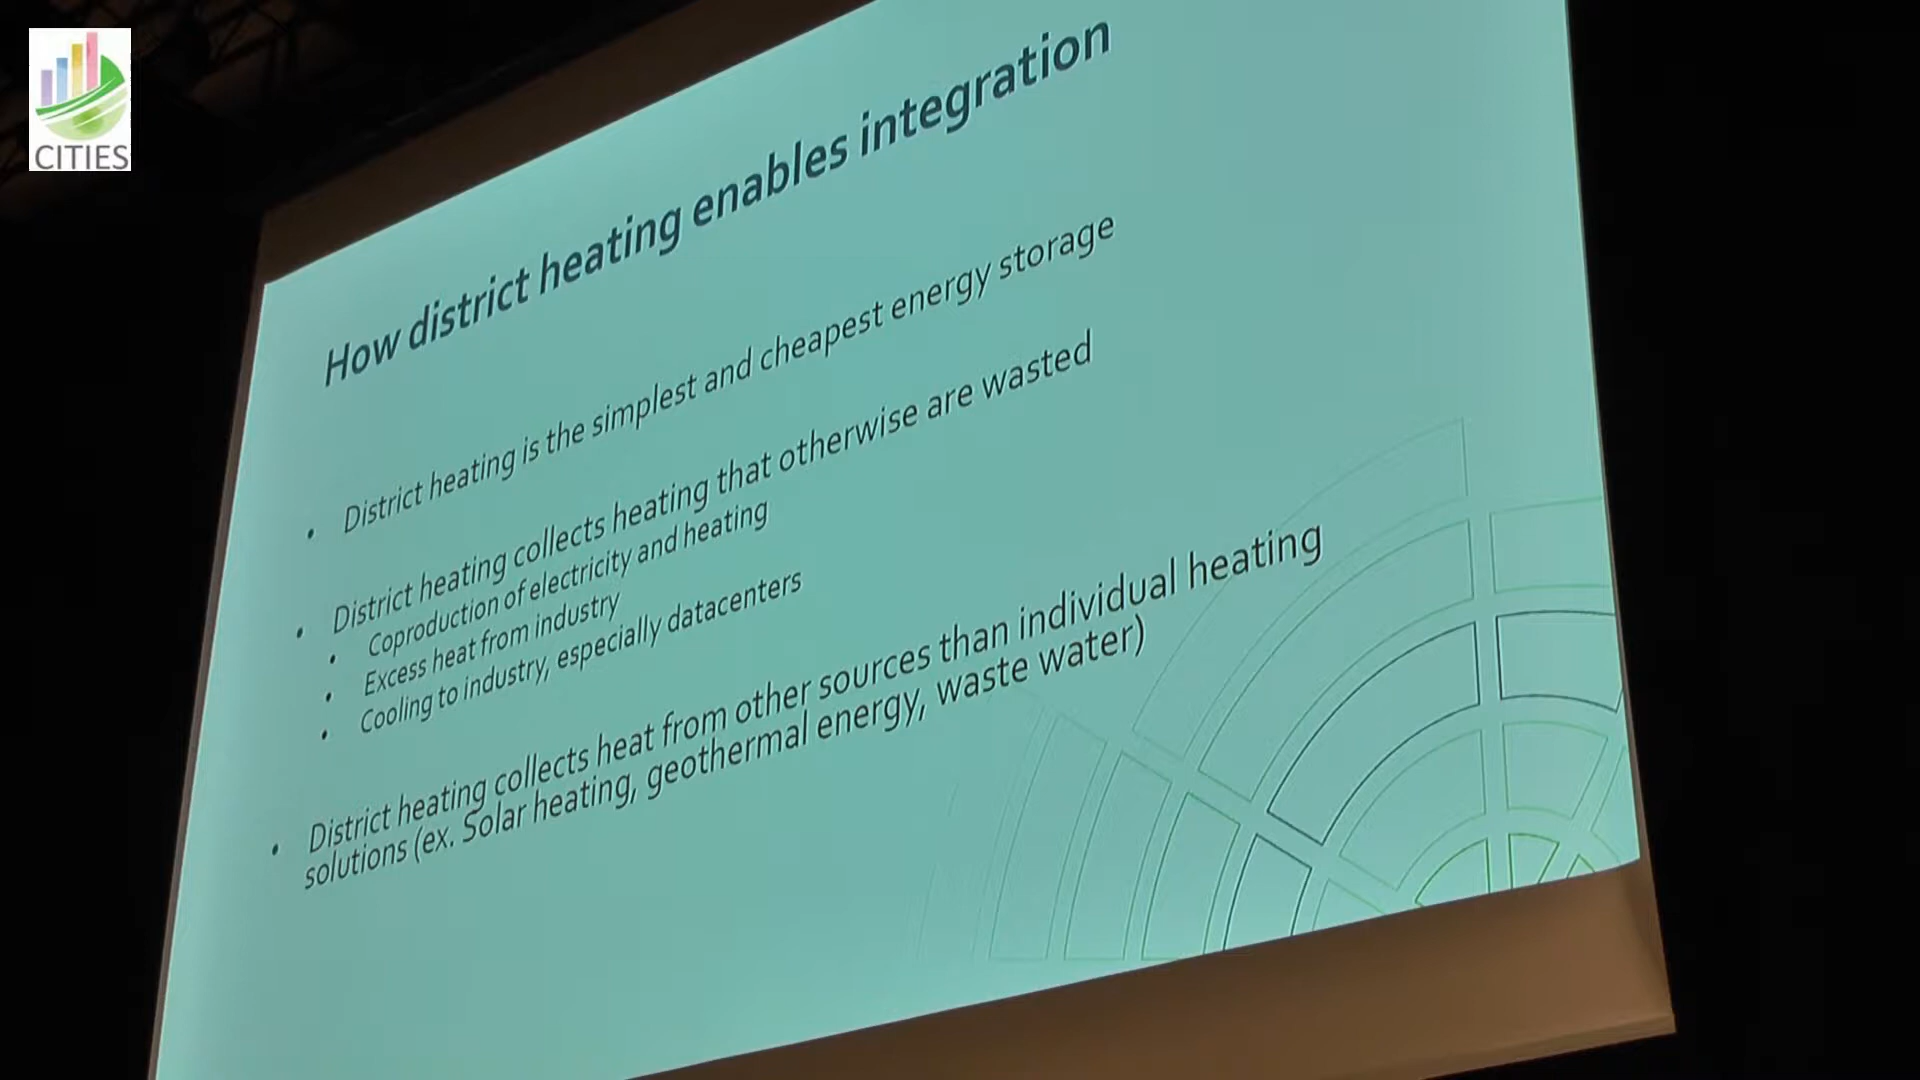 CITIES
How district heating enables integration
• District heating is the simplest and cheapest energy storage
• District heating collects heating that otherwise are wasted
• Coproduction of electricity and heating
• Excess heat from industry
• Cooling to industry, especially datacenters
• District heating collects heat from other sources than individual heating
solutions (ex. Solar heating, geothermal energy, waste water)